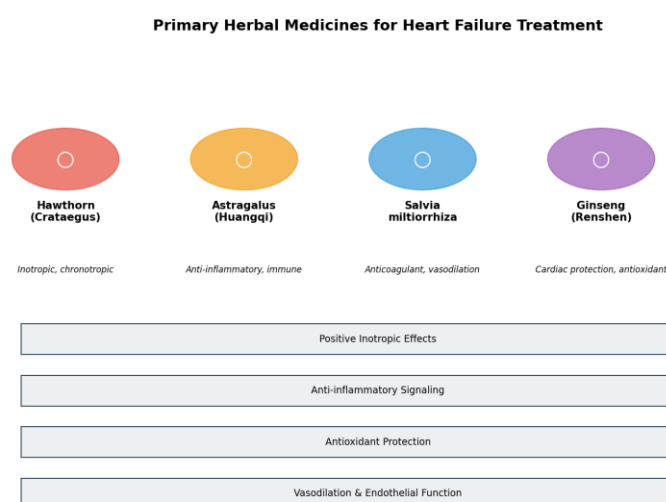 Primary Herbal Medicines for Heart Failure Treatment
Hawthorn
(Crataegus)
Astragalus
(Huangqi)
Salvia
miltiorrhiza
Ginseng
(Renshen)
Inotropic, chronotropic
Anti-inflammatory, immune
Anticoagulant, vasodilation
Cardiac protection, antioxidant
Positive Inotropic Effects
Anti-inflammatory Signaling
Antioxidant Protection
Vasodilation & Endothelial Function